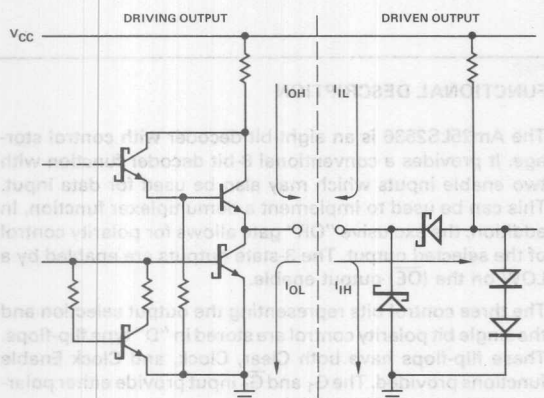 DRIVING OUTPUT DRIVEN OUTPUT
VCC
FUNCTIONAL DESCRIPTION
IOH IIL
The Am25LS2536 is an eight-bit decoder with control stor-
age. It provides a conventional 3-bit decoder function with
two enable inputs which may also be used for data input.
This can be used to implement a demultiplexer function. In
addition, the exclusive "OR" gate allows for polarity control
of the selected output. The 3-state outputs are enabled by a
LOW on the (OE) output enable.
IOL IIH
The three control bits representing the output selection and
the single bit polarity control are stored in "D" type flip-flops.
These flip-flops have both Clear, Clock, and Clock Enable
functions provided. The G1 and G2 input provide either polar-